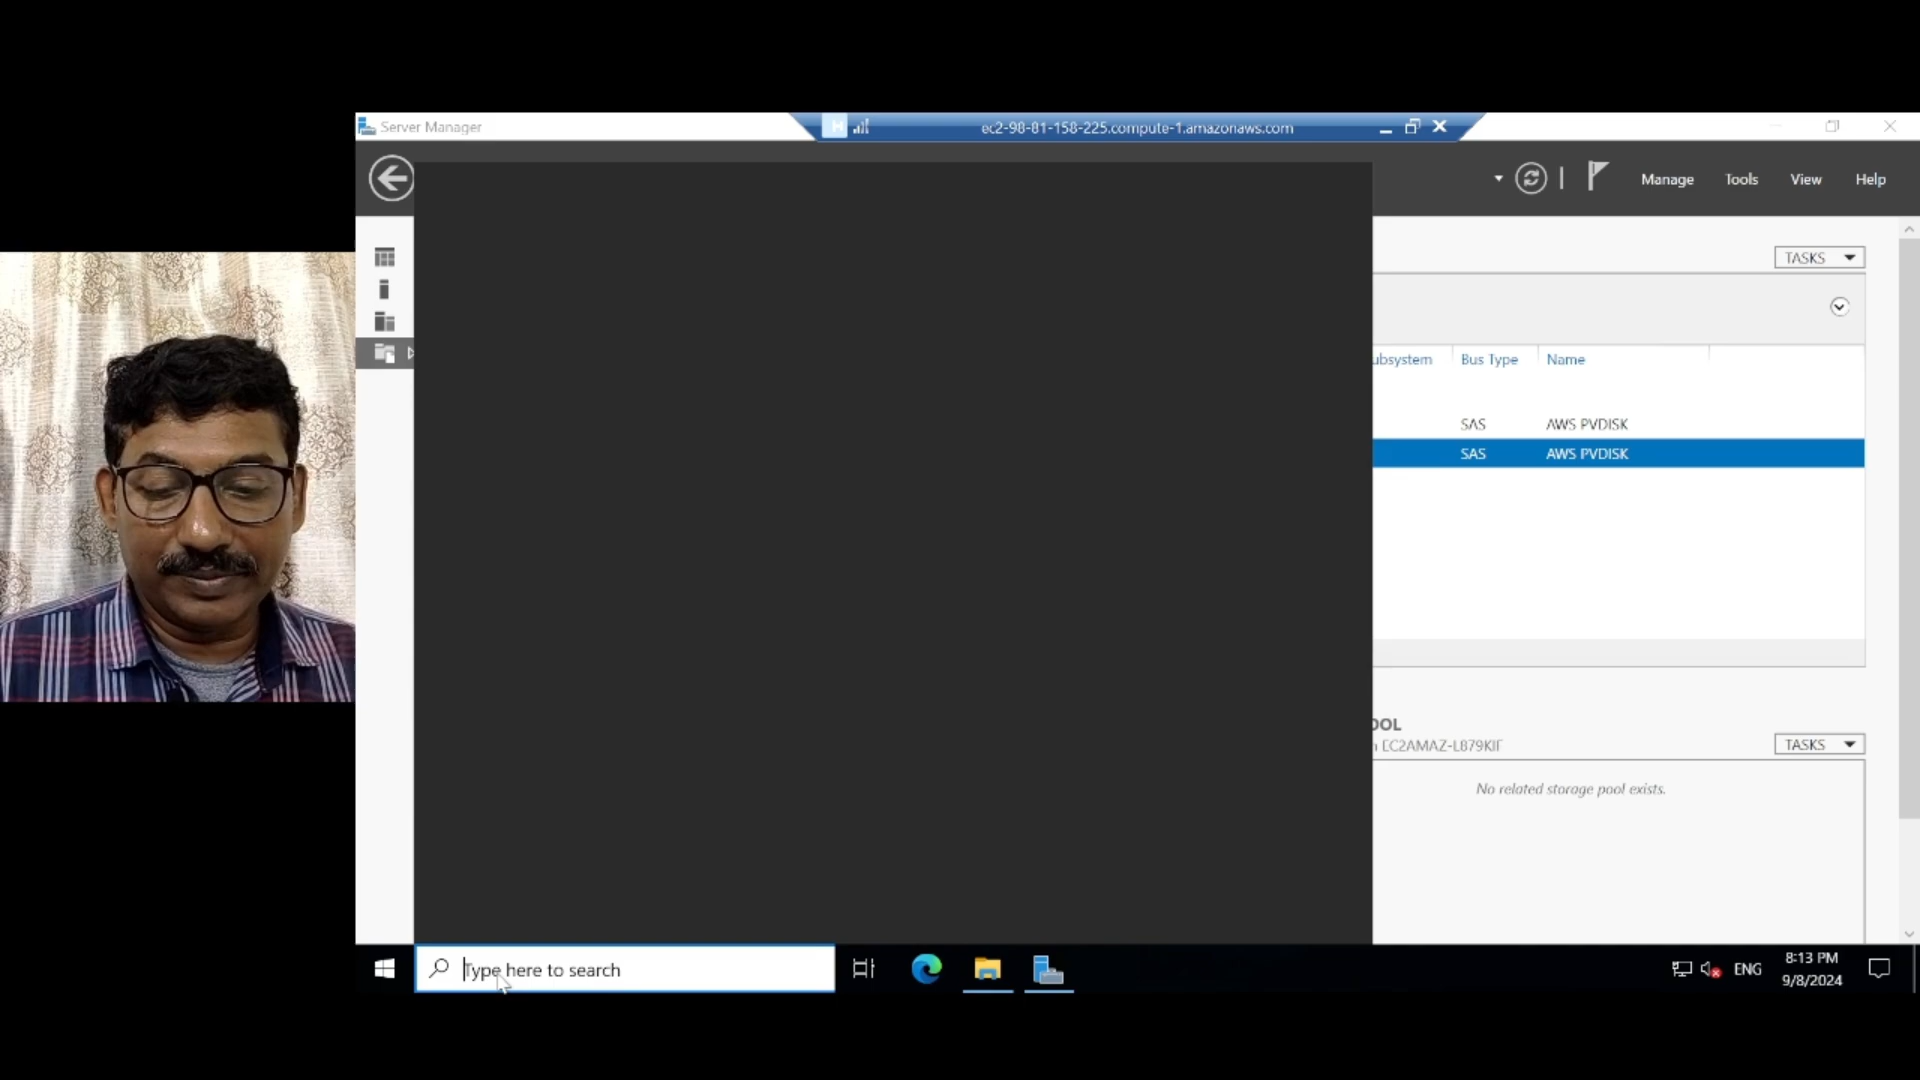 Server Manager
ec2-98-81-158-225.compute-1.amazonaws.com
Manage
Tools
View
Help
TASKS
ubsystem
Bus Type
Name
SAS
AWS PVDISK
SAS
AWS PVDISK
OOL
TASKS
No related storage pool exists.
Type here to search
ENG
8:13 PM
9/8/2024